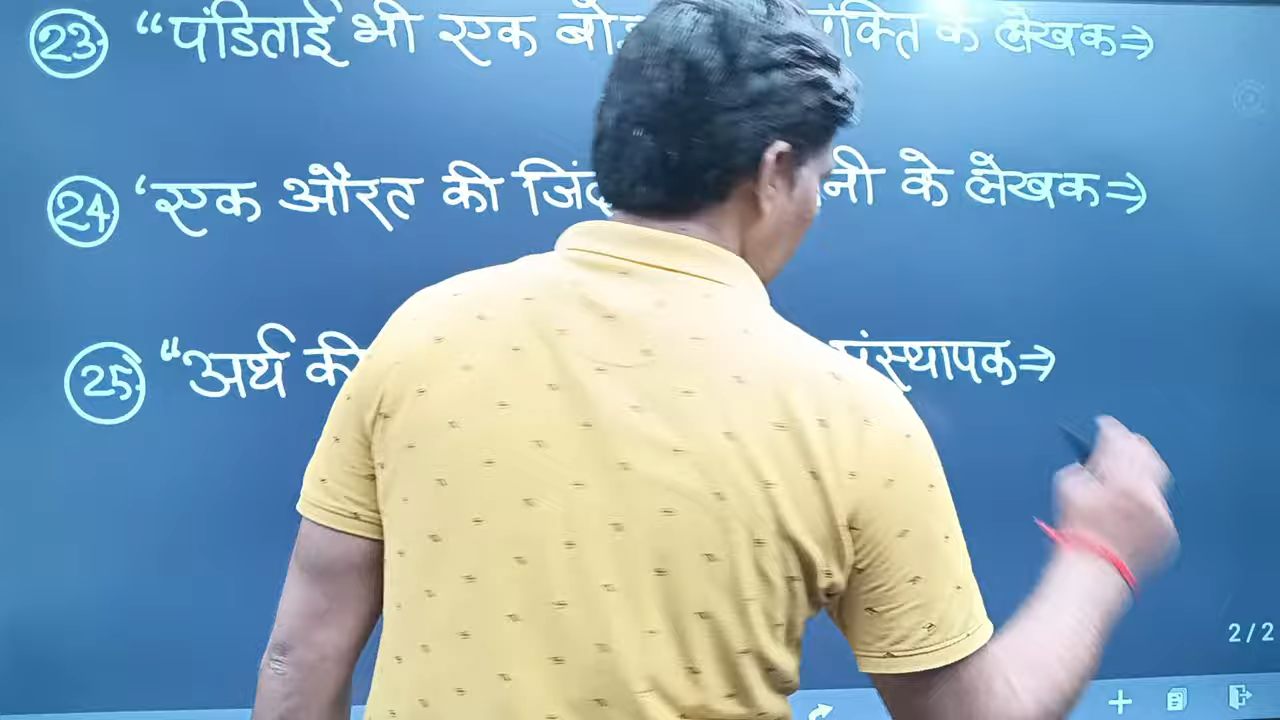 23. “पंडिताई भी एक के लेखक⇒
24 ‘एक औरत की के लेखक⇒
25. “अर्थ की संस्थापक⇒
2/2